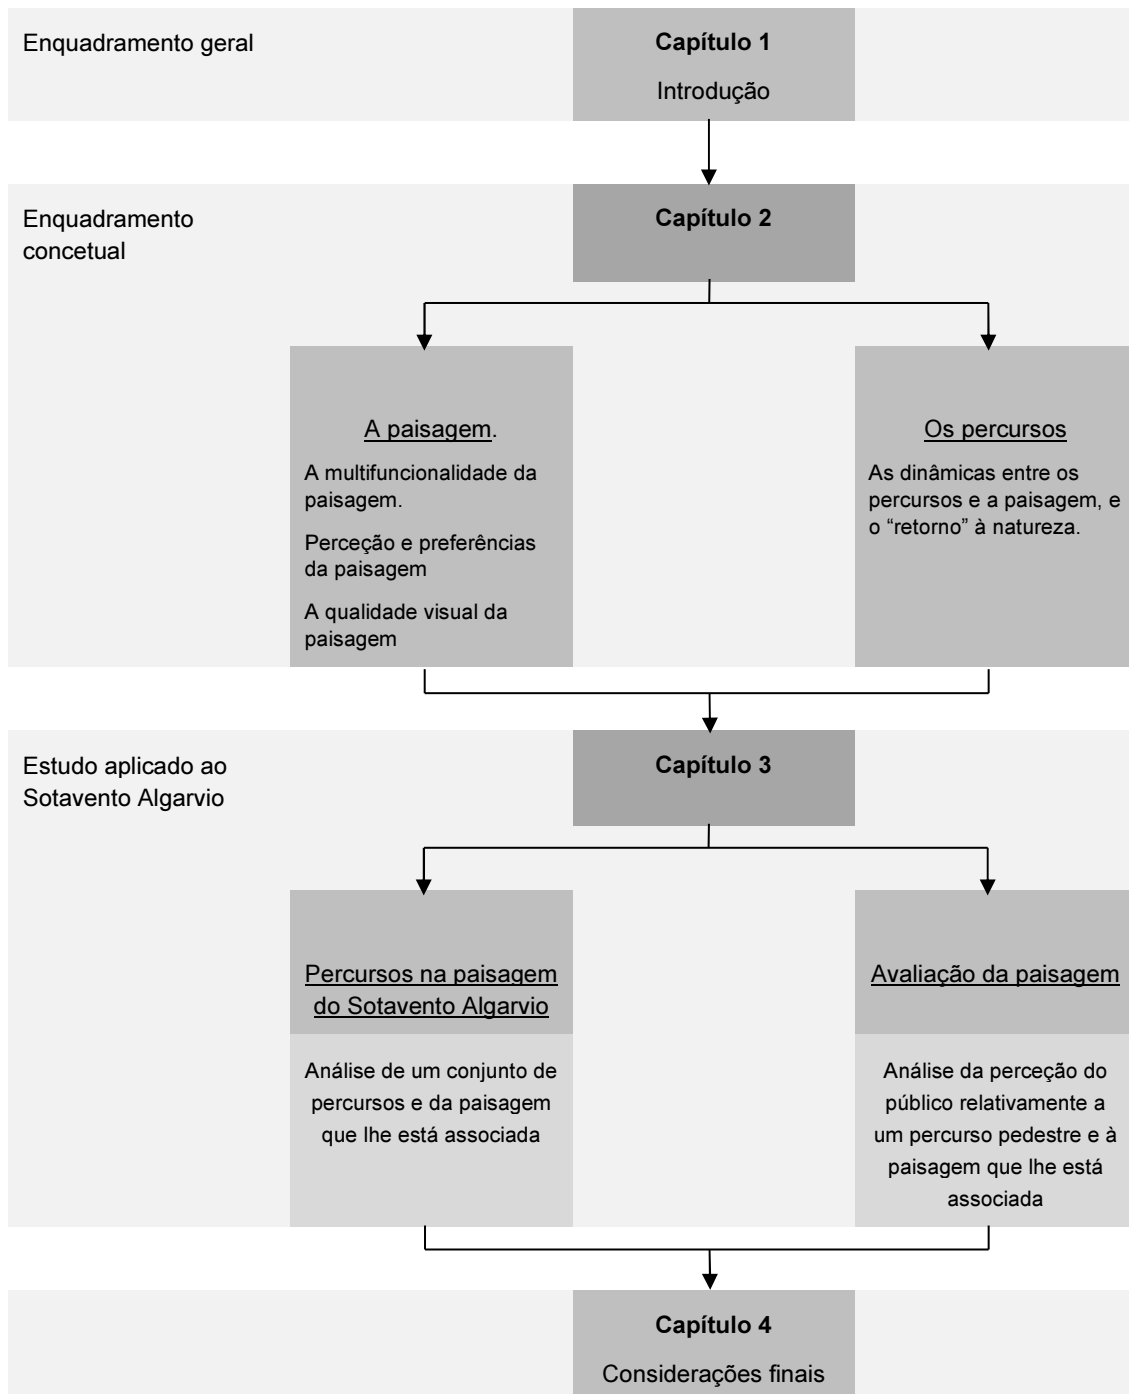 Enquadramento geral
Capítulo 1
Introdução
Enquadramento
concetual
Capítulo 2
A paisagem.
A multifuncionalidade da
paisagem.
Perceção e preferências
da paisagem
A qualidade visual da
paisagem
Os percursos
As dinâmicas entre os
percursos e a paisagem, e
o “retorno” à natureza.
Estudo aplicado ao
Sotavento Algarvio
Capítulo 3
Percursos na paisagem
do Sotavento Algarvio
Análise de um conjunto de
percursos e da paisagem
que lhe está associada
Avaliação da paisagem
Análise da perceção do
público relativamente a
um percurso pedestre e à
paisagem que lhe está
associada
Capítulo 4
Considerações finais